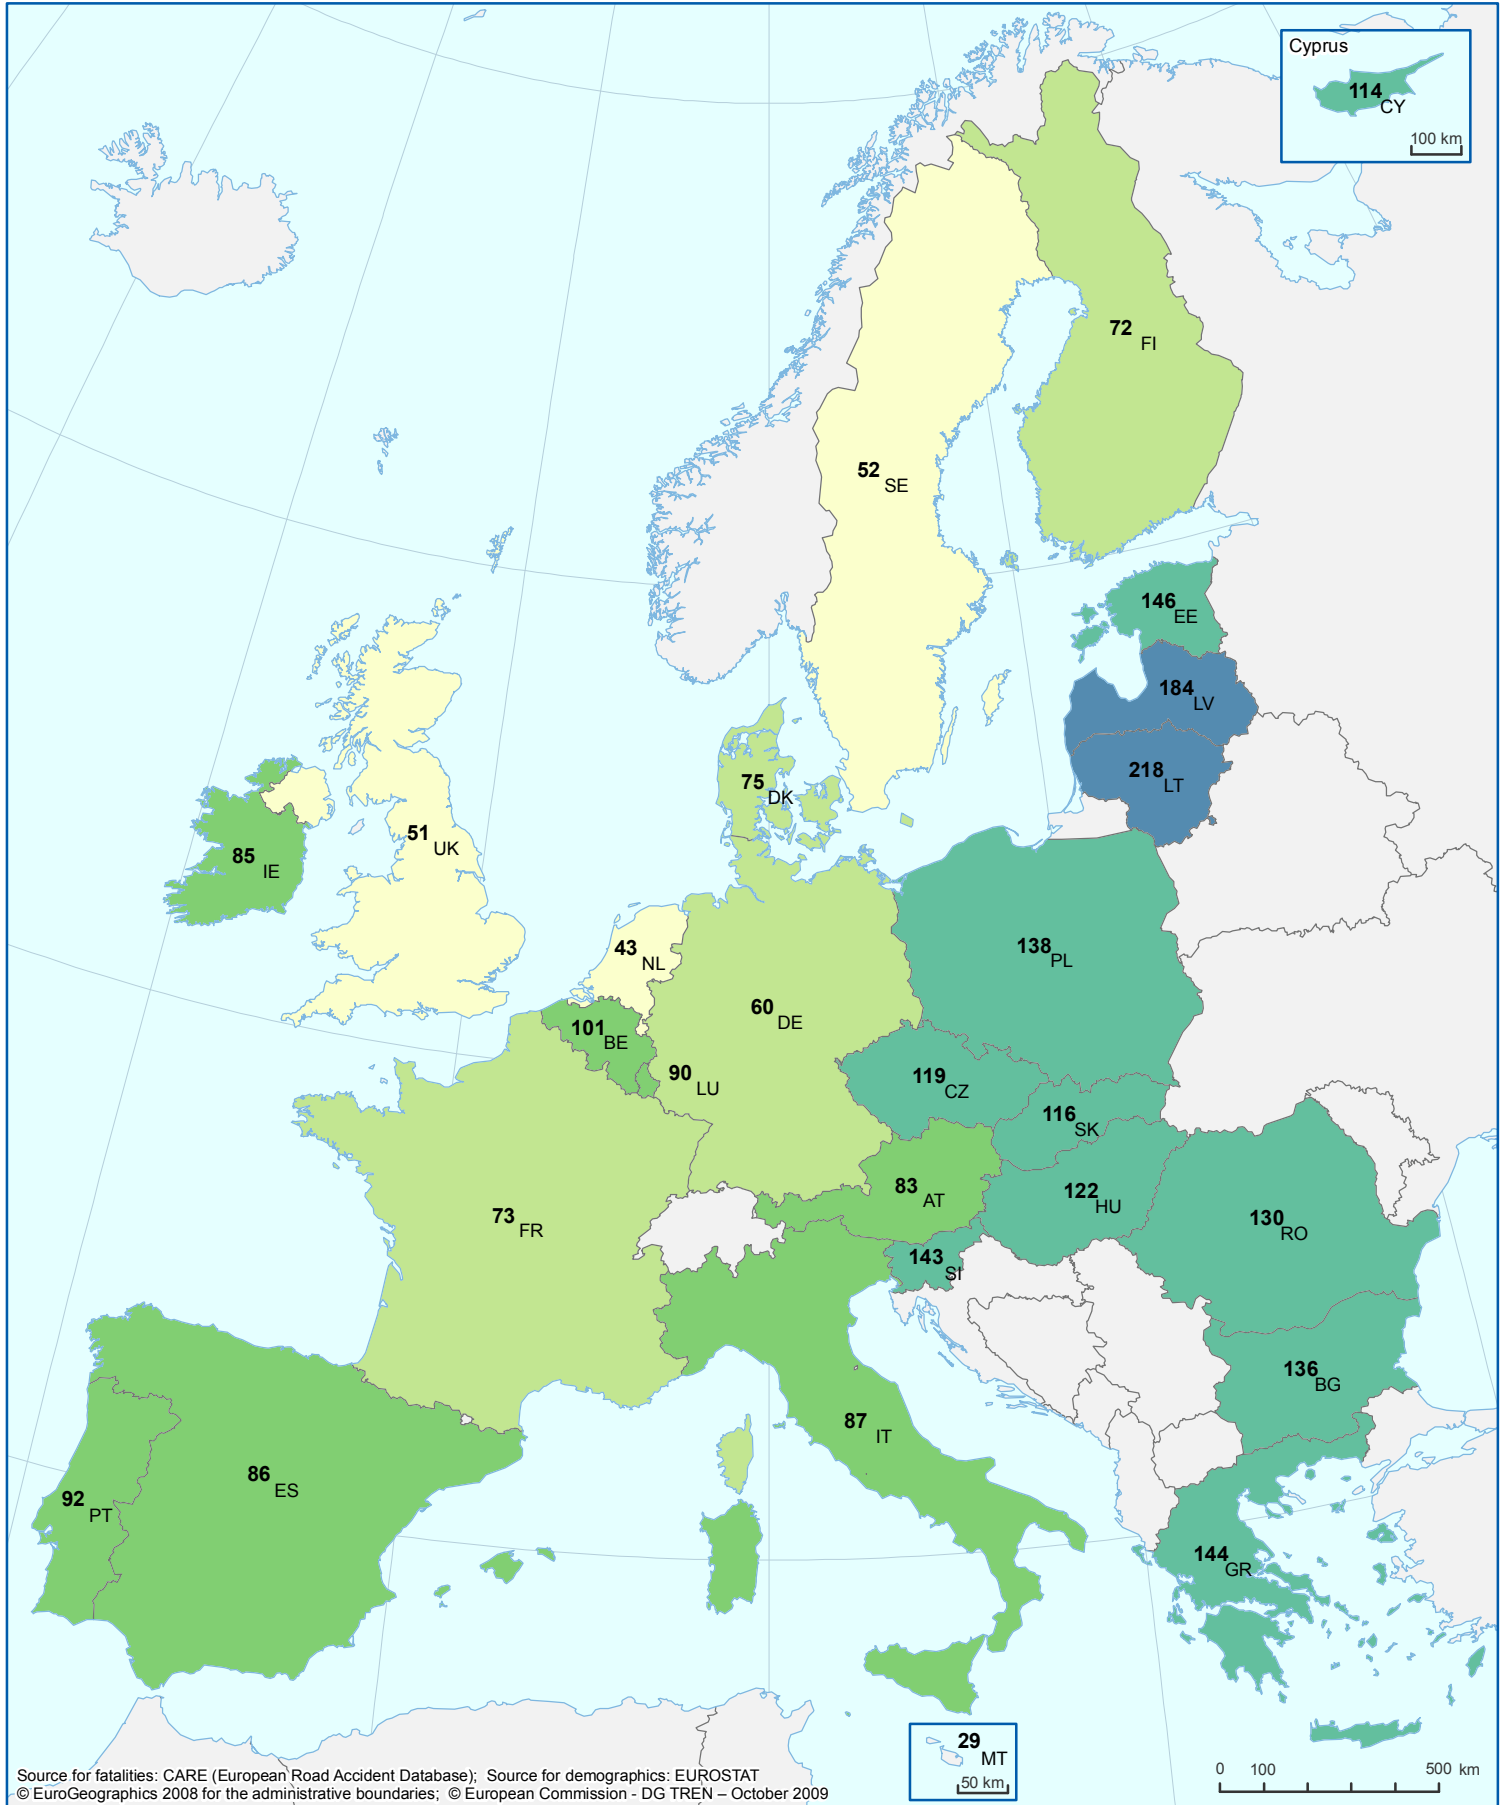 Cyprus
114
CY
100 km
72
FI
52
SE
146
EE
184
LV
218
LT
75
DK
51
UK
85
IE
43
NL
138
PL
60
DE
101
BE
90
LU
119
CZ
116
SK
83
AT
122
HU
73
FR
130
RO
143
SI
136
BG
87
IT
86
ES
92
PT
144
GR
29
MT
50 km
0 100 500 km
Source for fatalities: CARE (European Road Accident Database); Source for demographics: EUROSTAT
© EuroGeographics 2008 for the administrative boundaries; © European Commission - DG TREN – October 2009